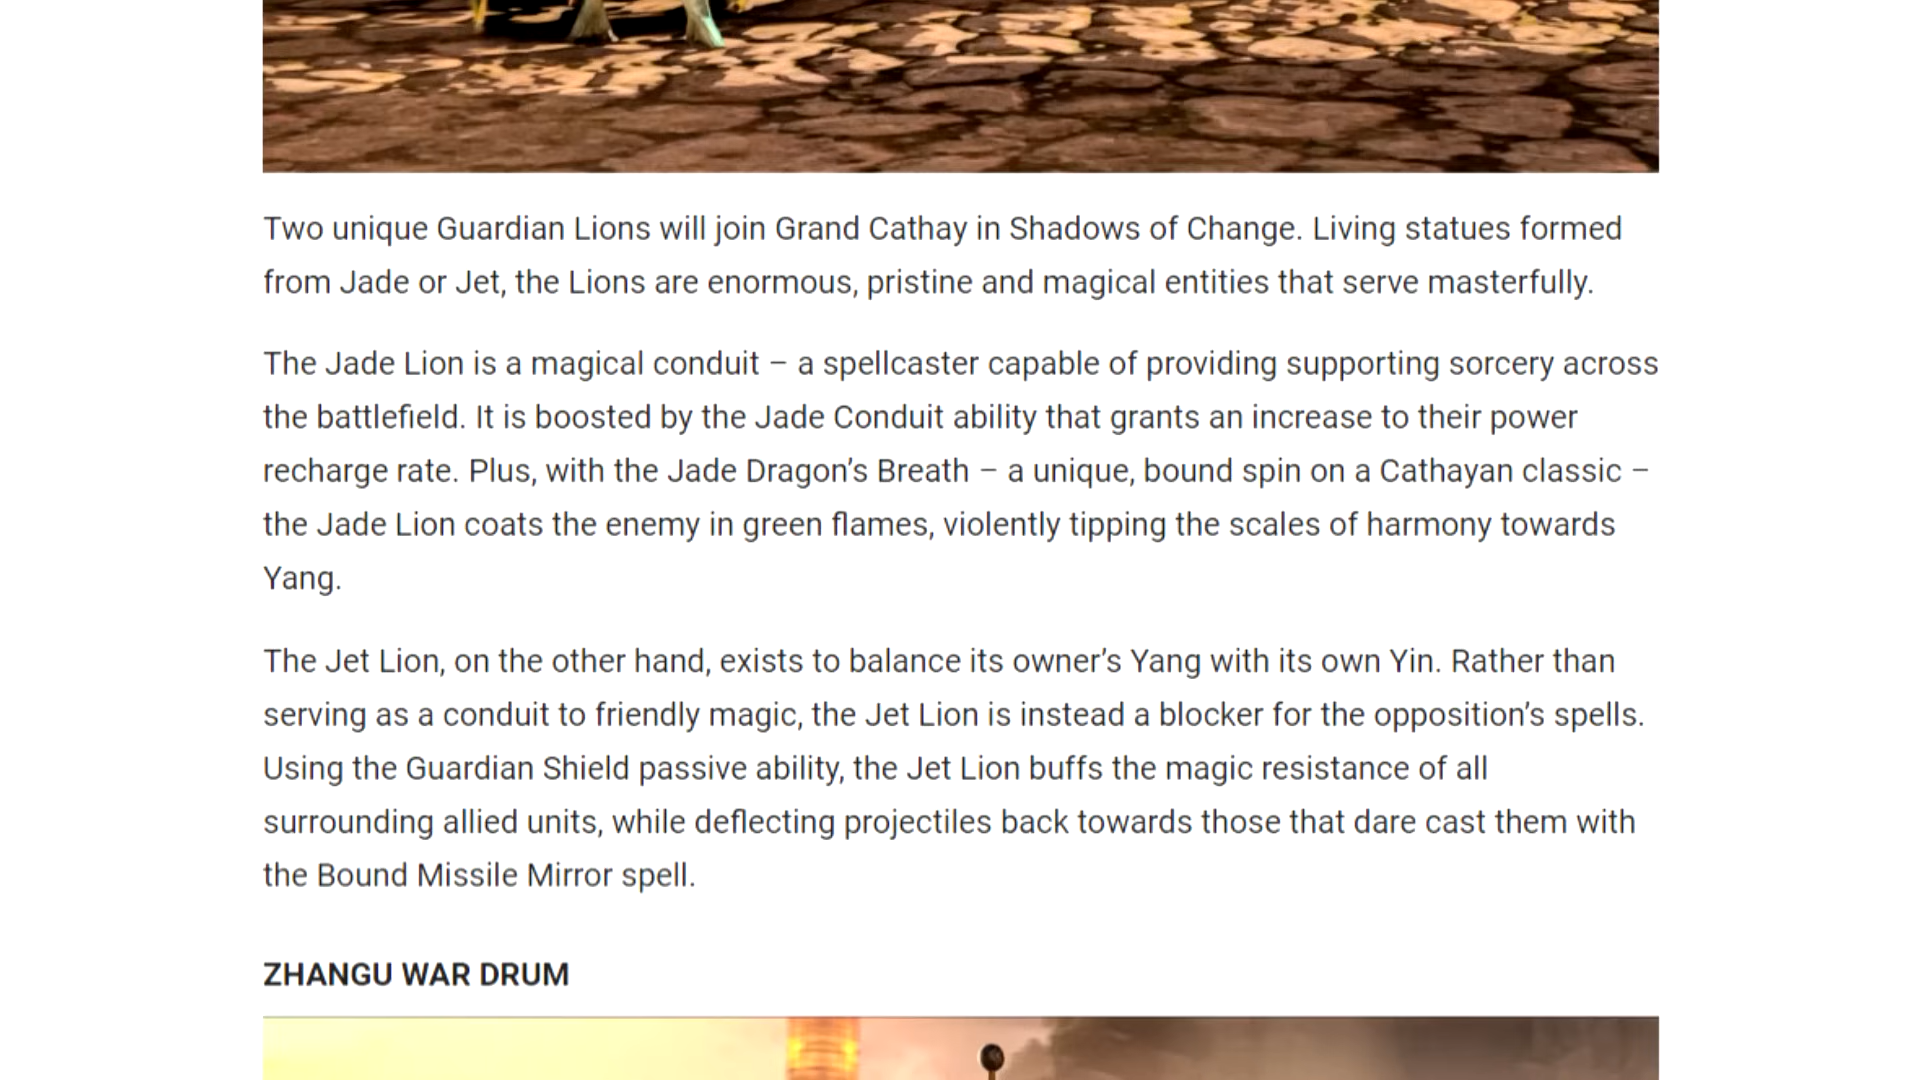 Two unique Guardian Lions will join Grand Cathay in Shadows of Change. Living statues formed
from Jade or Jet, the Lions are enormous, pristine and magical entities that serve masterfully.
The Jade Lion is a magical conduit – a spellcaster capable of providing supporting sorcery across
the battlefield. It is boosted by the Jade Conduit ability that grants an increase to their power
recharge rate. Plus, with the Jade Dragon’s Breath – a unique, bound spin on a Cathayan classic –
the Jade Lion coats the enemy in green flames, violently tipping the scales of harmony towards
Yang.
The Jet Lion, on the other hand, exists to balance its owner’s Yang with its own Yin. Rather than
serving as a conduit to friendly magic, the Jet Lion is instead a blocker for the opposition’s spells.
Using the Guardian Shield passive ability, the Jet Lion buffs the magic resistance of all
surrounding allied units, while deflecting projectiles back towards those that dare cast them with
the Bound Missile Mirror spell.
ZHANGU WAR DRUM